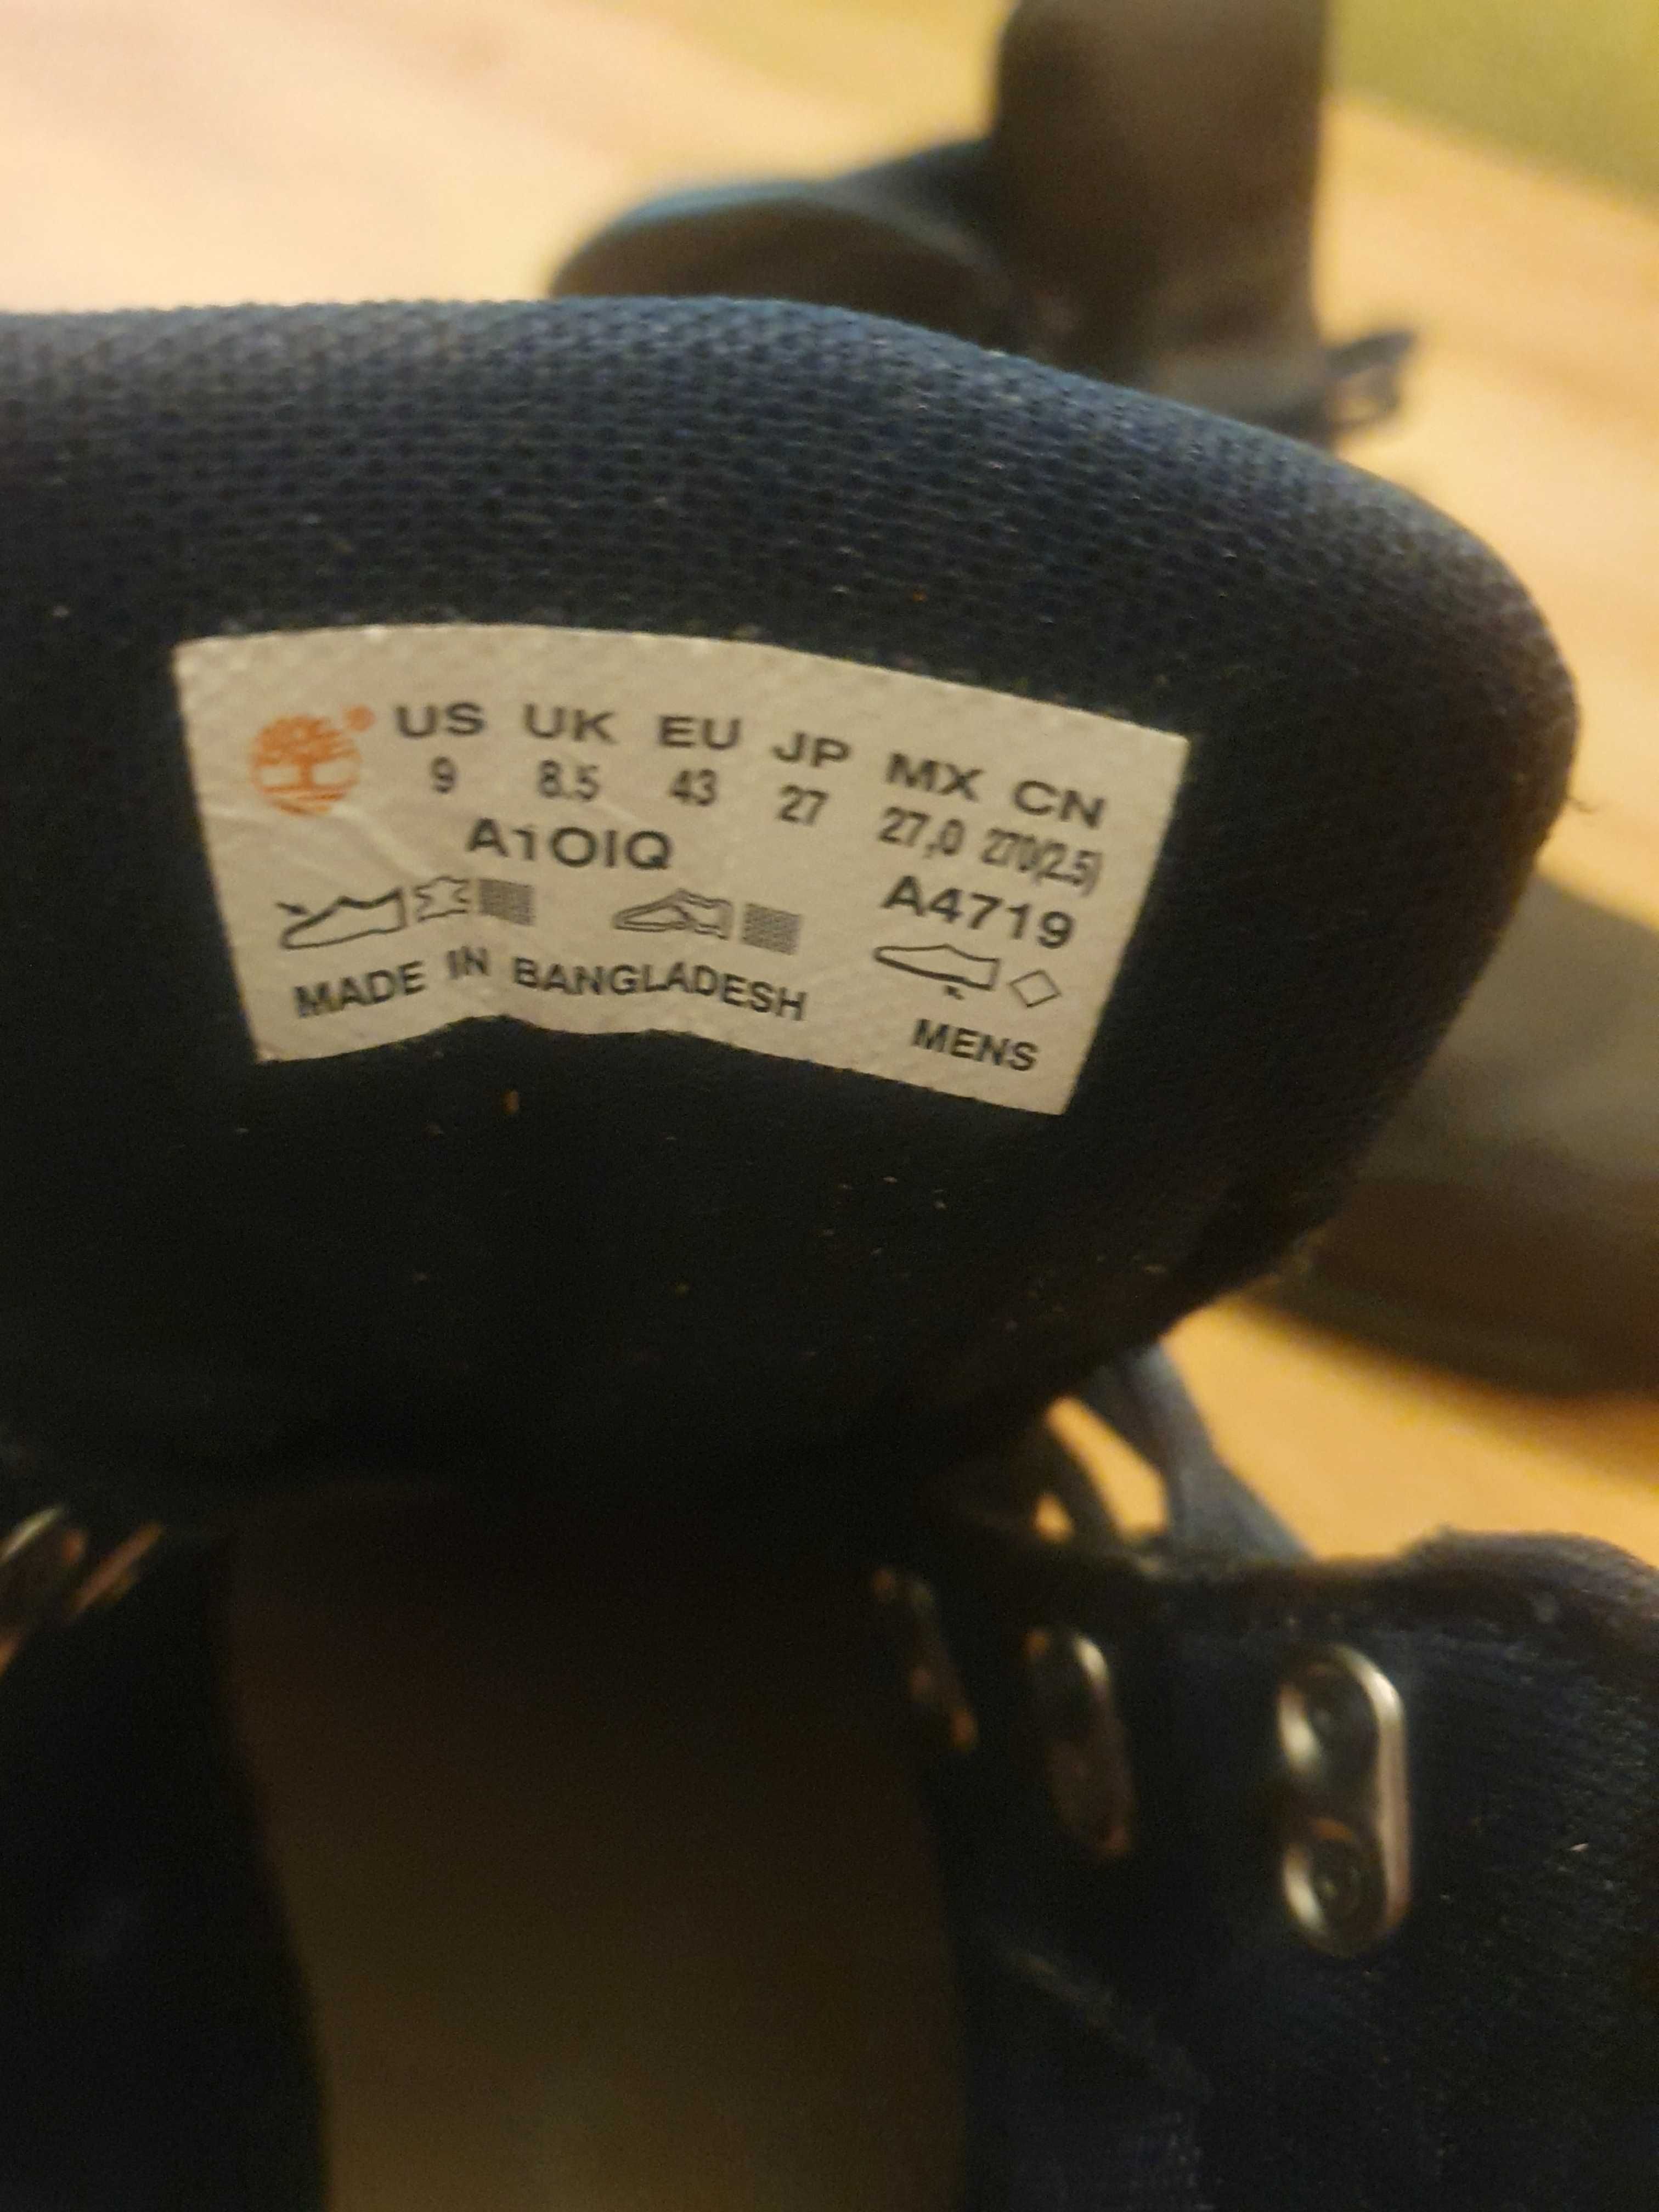 ® US UK EU JP MX CN
9 8.5 43 27 27,0 270(2.5)
A1OIQ A4719
MADE IN BANGLADESH MENS